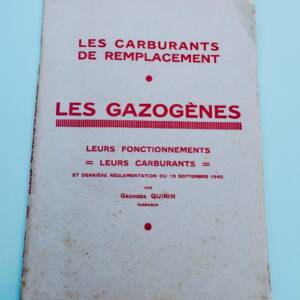 LES CARBURANTS
DE REMPLACEMENT
LES GAZOGÈNES
LEURS FONCTIONNEMENTS
= LEURS CARBURANTS =
ET DERNIÈRE RÉGLEMENTATION DU 18 SEPTEMBRE 1940
PAR
GEORGES QUIRIN
INGÉNIEUR